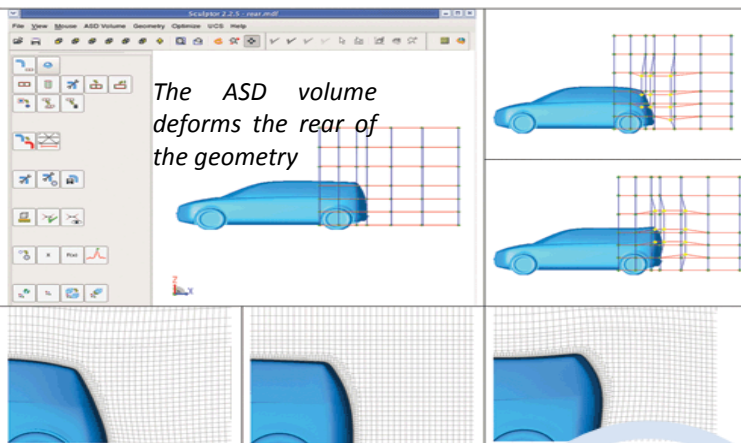 Sculptor 2.2.5 - rear.mdf
File View Mouse ASD Volume Geometry Optimize UCS Help
The ASD volume
deforms the rear of
the geometry
X
F(x)
Z
X